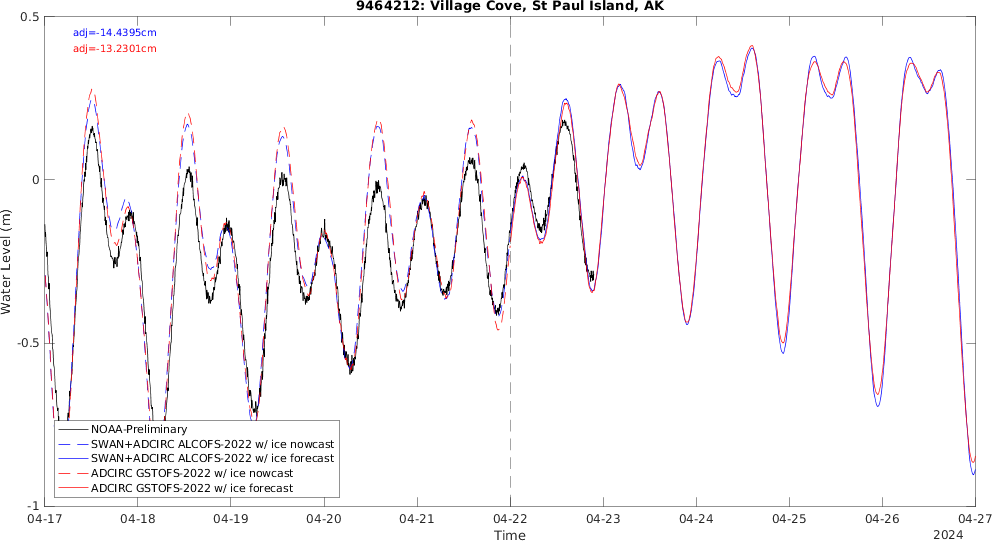 9464212: Village Cove, St Paul Island, AK
adj=-14.4395cm
adj=-13.2301cm
0.5
0
-0.5
-1
Water Level (m)
NOAA-Preliminary
SWAN+ADCIRC ALCOFS-2022 w/ ice nowcast
SWAN+ADCIRC ALCOFS-2022 w/ ice forecast
ADCIRC GSTOFS-2022 w/ ice nowcast
ADCIRC GSTOFS-2022 w/ ice forecast
04-17 04-18 04-19 04-20 04-21 04-22 04-23 04-24 04-25 04-26 04-27
Time
2024